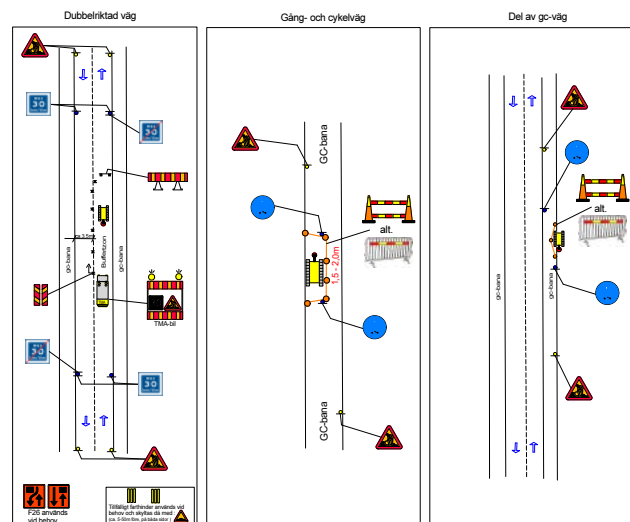 Dubbelriktad väg
Gång- och cykelväg
Del av gc-väg
30
30
30
30
ca 3,5m
gc-bana
Buffertzon
gc-bana
TMA-bil
F26 används
vid behov
Tillfälligt farthinder används vid
behov och skyltas då med
GC-bana
alt.
1,5 - 2,0m
GC-bana
alt.
gc-bana
gc-bana